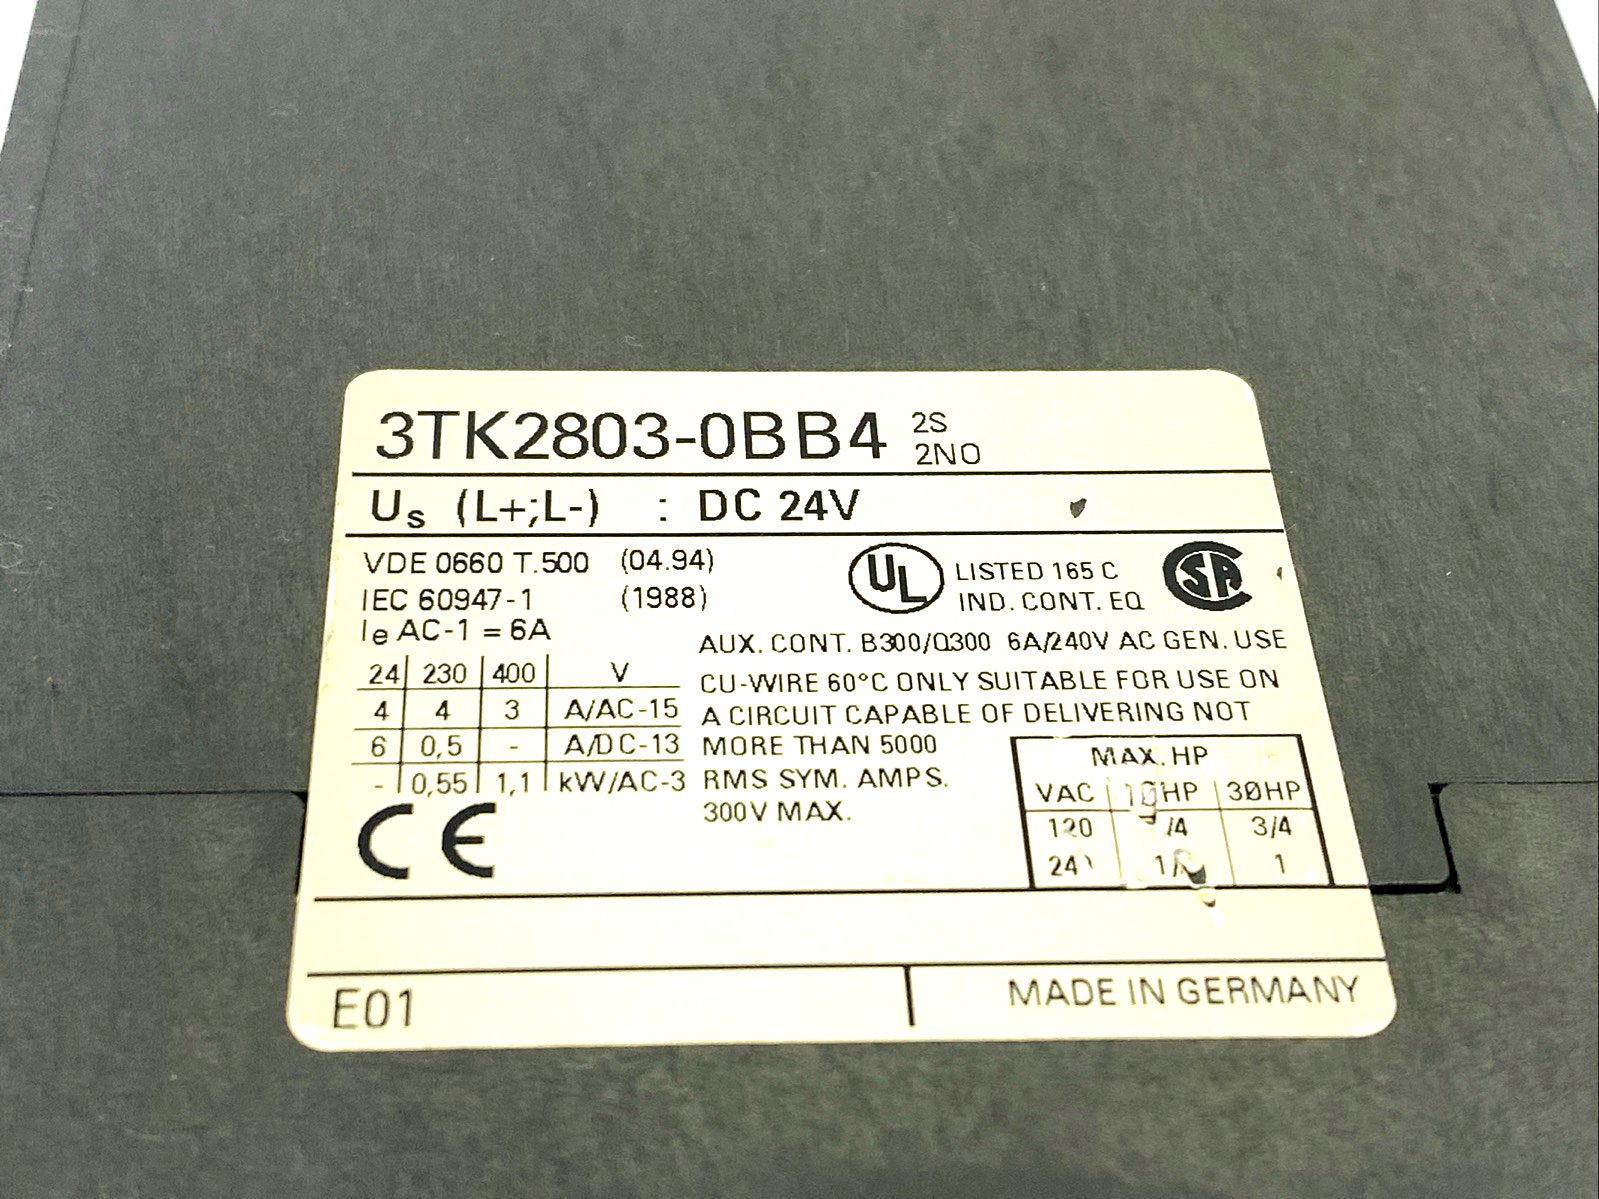 3TK2803-0BB4 2S
2NO
Us (L+;L-) : DC 24V
VDE 0660 T.500 (04.94)
IEC 60947-1 (1988)
Ie AC-1 = 6A
UL LISTED 165 C
IND. CONT. EQ
SA
AUX. CONT. B300/Q300 6A/240V AC GEN. USE
24 230 400 V
4 4 3 A/AC-15
6 0,5 - A/DC-13
- 0,55 1,1 kW/AC-3
CU-WIRE 60°C ONLY SUITABLE FOR USE ON
A CIRCUIT CAPABLE OF DELIVERING NOT
MORE THAN 5000
RMS SYM. AMPS.
300V MAX.
MAX. HP
VAC 1ØHP 3ØHP
120 3/4
1
CE
E01
MADE IN GERMANY